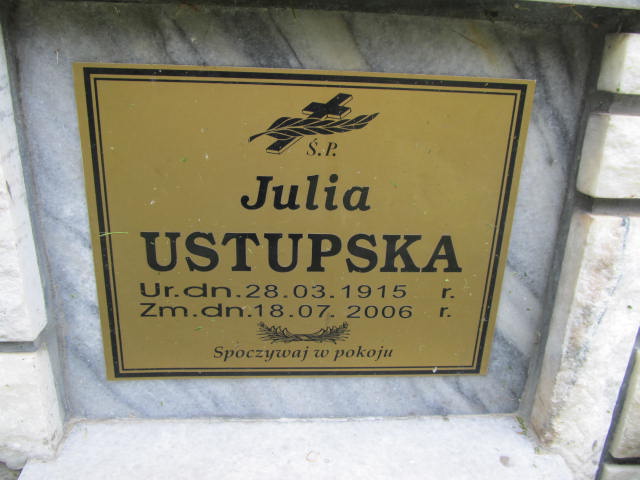 Ś.P.
Julia
USTUPSKA
Ur.dn.28.03.1915 r.
Zm.dn.18.07. 2006 r.
Spoczywaj w pokoju